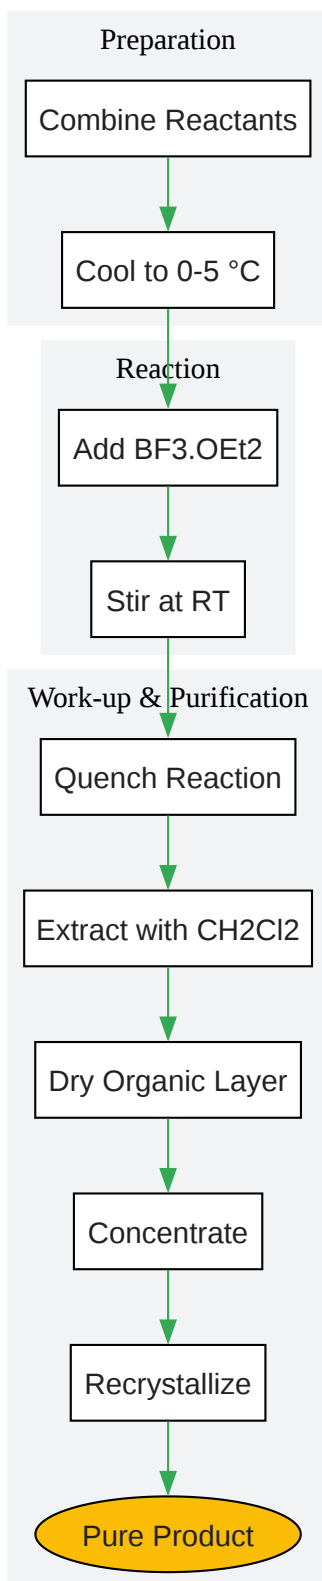 Preparation
Combine Reactants
Cool to 0-5 °C
Reaction
Add BF3.OEt2
Stir at RT
Work-up & Purification
Quench Reaction
Extract with CH2Cl2
Dry Organic Layer
Concentrate
Recrystallize
Pure Product